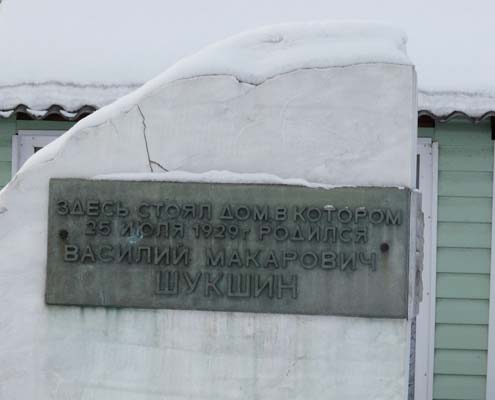 ЗДЕСЬ СТОЯЛ ДОМ, В КОТОРОМ
25 ИЮЛЯ 1929 г РОДИЛСЯ
ВАСИЛИЙ МАКАРОВИЧ
ШУКШИН